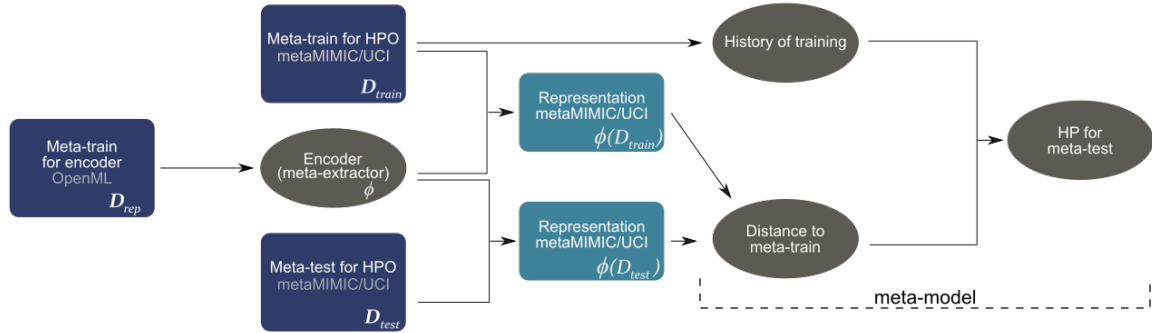 Meta-train for HPO
metaMIMIC/UCI
D_train
History of training
Representation
metaMIMIC/UCI
ϕ(D_train)
Meta-train
for encoder
OpenML
D_rep
Encoder
(meta-extractor)
ϕ
HP for
meta-test
Representation
metaMIMIC/UCI
ϕ(D_test)
Distance to
meta-train
Meta-test for HPO
metaMIMIC/UCI
D_test
meta-model